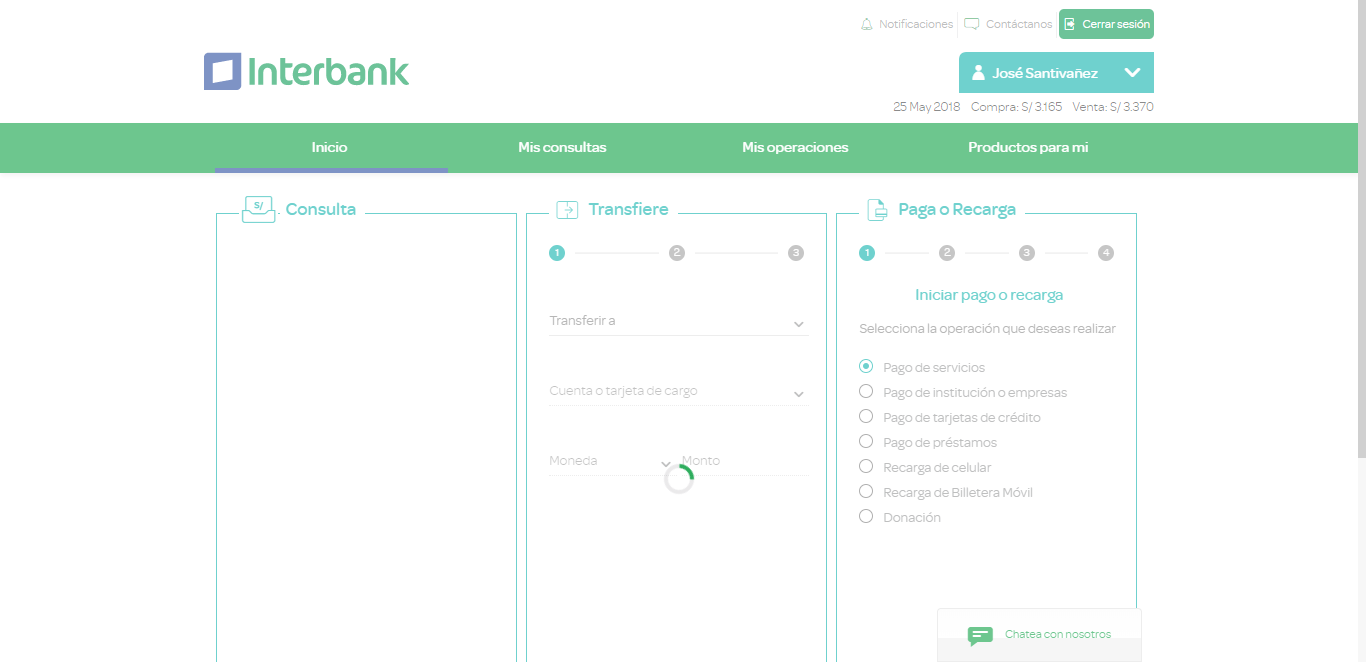 Notificaciones Contáctanos Cerrar sesión
Interbank
José Santivañez
25 May 2018 Compra: S/ 3.165 Venta: S/ 3.370
Inicio Mis consultas Mis operaciones Productos para mi
S/ Consulta
Transfiere
1 2 3
Transferir a
Cuenta o tarjeta de cargo
Moneda Monto
Paga o Recarga
1 2 3 4
Iniciar pago o recarga
Selecciona la operación que deseas realizar
Pago de servicios
Pago de institución o empresas
Pago de tarjetas de crédito
Pago de préstamos
Recarga de celular
Recarga de Billetera Móvil
Donación
Chatea con nosotros